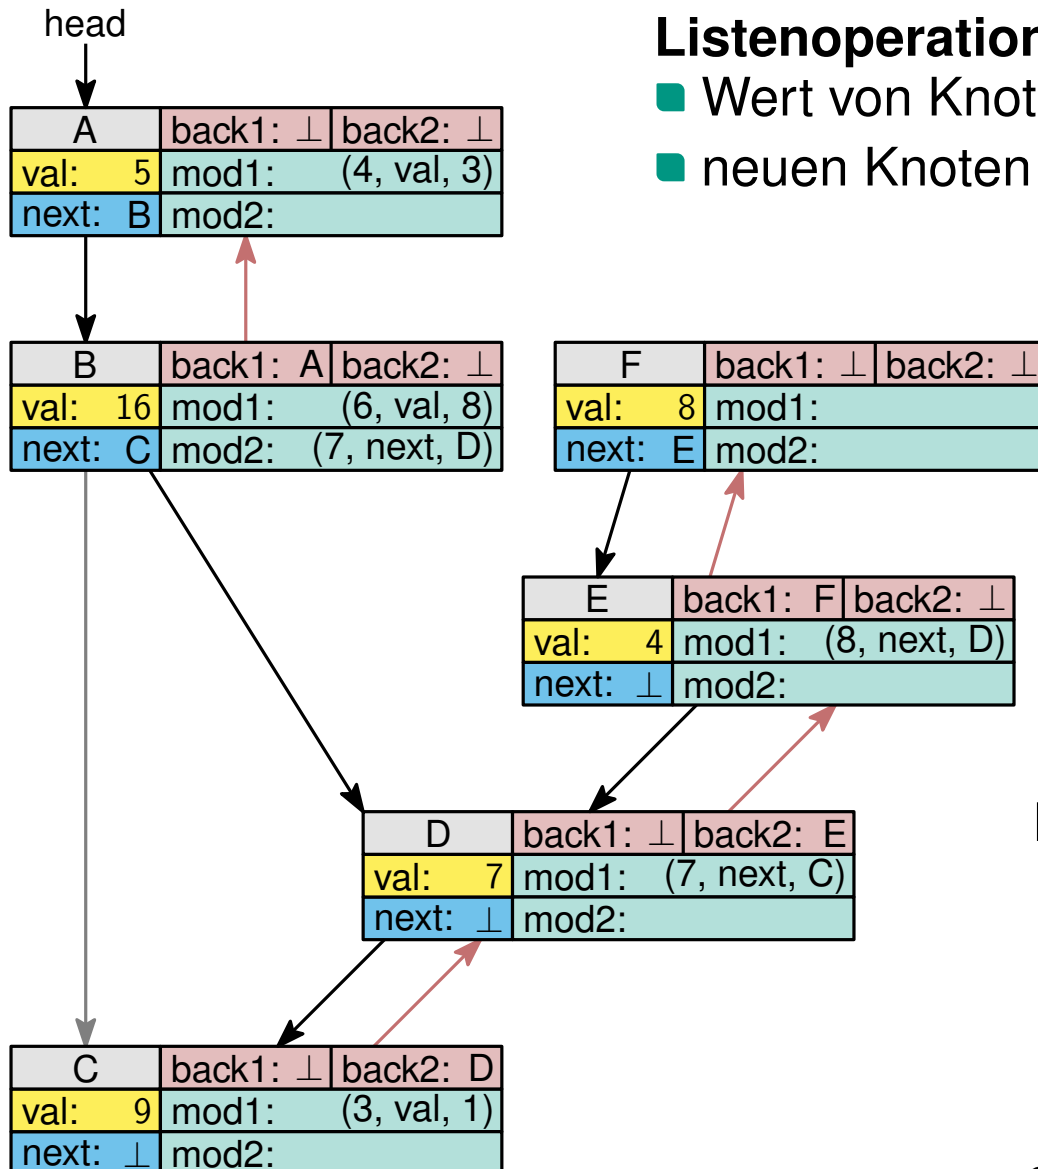 head
Listenoperation
Wert von Knot
neuen Knoten
A back1: ⊥ back2: ⊥
val: 5 mod1: (4, val, 3)
next: B mod2:
B back1: A back2: ⊥
val: 16 mod1: (6, val, 8)
next: C mod2: (7, next, D)
F back1: ⊥ back2: ⊥
val: 8 mod1:
next: E mod2:
E back1: F back2: ⊥
val: 4 mod1: (8, next, D)
next: ⊥ mod2:
D back1: ⊥ back2: E
val: 7 mod1: (7, next, C)
next: ⊥ mod2:
C back1: ⊥ back2: D
val: 9 mod1: (3, val, 1)
next: ⊥ mod2: